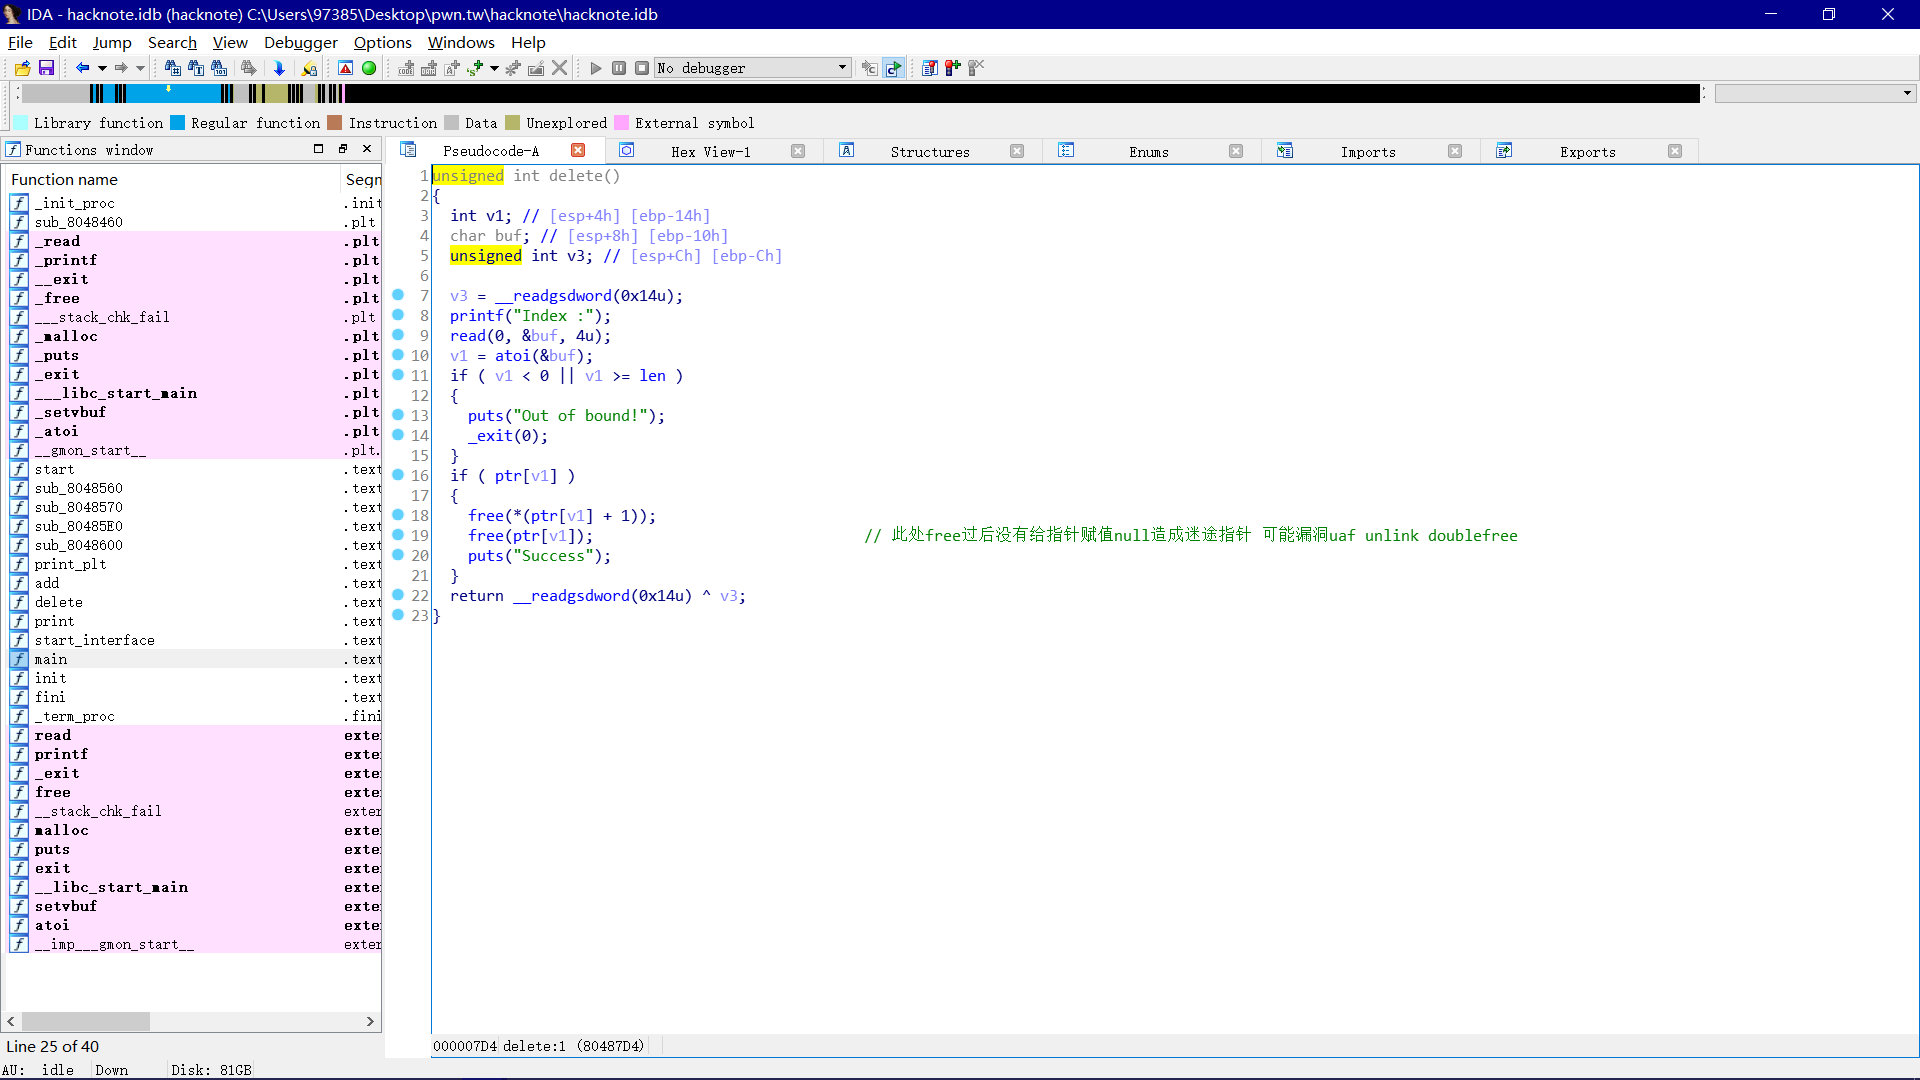 IDA - hacknote.idb (hacknote) C:\Users\97385\Desktop\pwn.tw\hacknote\hacknote.idb
File Edit Jump Search View Debugger Options Windows Help
No debugger
Library function Regular function Instruction Data Unexplored External symbol
Functions window
Function name Segn
_init_proc .init
sub_8048460 .plt
_read .plt
_printf .plt
__exit .plt
_free .plt
___stack_chk_fail .plt
_malloc .plt
_puts .plt
_exit .plt
___libc_start_main .plt
_setvbuf .plt
_atoi .plt
__gmon_start__ .plt.
start .text
sub_8048560 .text
sub_8048570 .text
sub_80485E0 .text
sub_8048600 .text
print_plt .text
add .text
delete .text
print .text
start_interface .text
main .text
init .text
fini .text
_term_proc .fini
read exte
printf exte
_exit exte
free exte
__stack_chk_fail exter
malloc exte
puts exte
exit exte
__libc_start_main exte
setvbuf exte
atoi exte
__imp___gmon_start__ exter
Line 25 of 40
Pseudocode-A Hex View-1 Structures Enums Imports Exports
1 unsigned int delete()
2 {
3 int v1; // [esp+4h] [ebp-14h]
4 char buf; // [esp+8h] [ebp-10h]
5 unsigned int v3; // [esp+Ch] [ebp-Ch]
6
7 v3 = __readgsdword(0x14u);
8 printf("Index :");
9 read(0, &buf, 4u);
10 v1 = atoi(&buf);
11 if ( v1 < 0 || v1 >= len )
12 {
13 puts("Out of bound!");
14 _exit(0);
15 }
16 if ( ptr[v1] )
17 {
18 free(*(ptr[v1] + 1));
19 free(ptr[v1]); // 此处free过后没有给指针赋值null造成迷途指针 可能漏洞uaf unlink doublefree
20 puts("Success");
21 }
22 return __readgsdword(0x14u) ^ v3;
23 }
000007D4 delete:1 (80487D4)
AU: idle Down Disk: 81GB